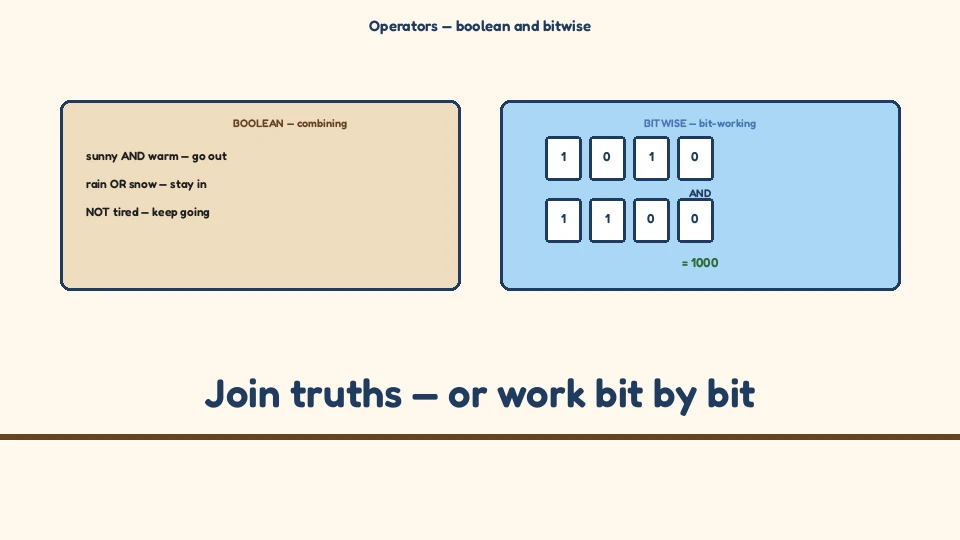 Operators — boolean and bitwise
BOOLEAN — combining
sunny AND warm — go out
rain OR snow — stay in
NOT tired — keep going
BITWISE — bit-working
1 0 1 0
AND
1 1 0 0
= 1000
Join truths — or work bit by bit